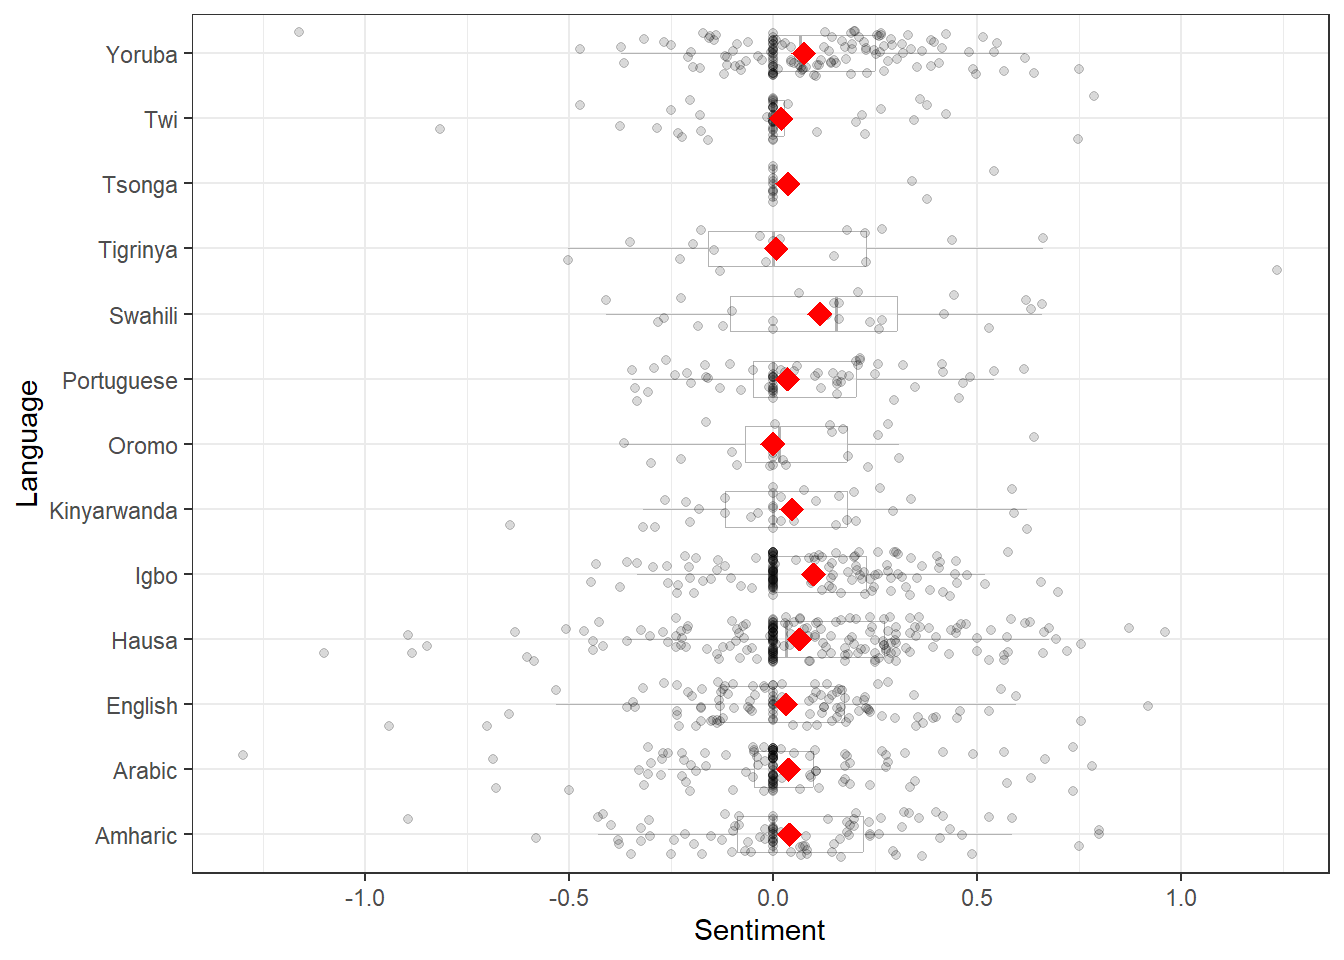 Yoruba
Twi
Tsonga
Tigrinya
Swahili
Portuguese
Oromo
Kinyarwanda
Igbo
Hausa
English
Arabic
Amharic
Language
-1.0 -0.5 0.0 0.5 1.0
Sentiment